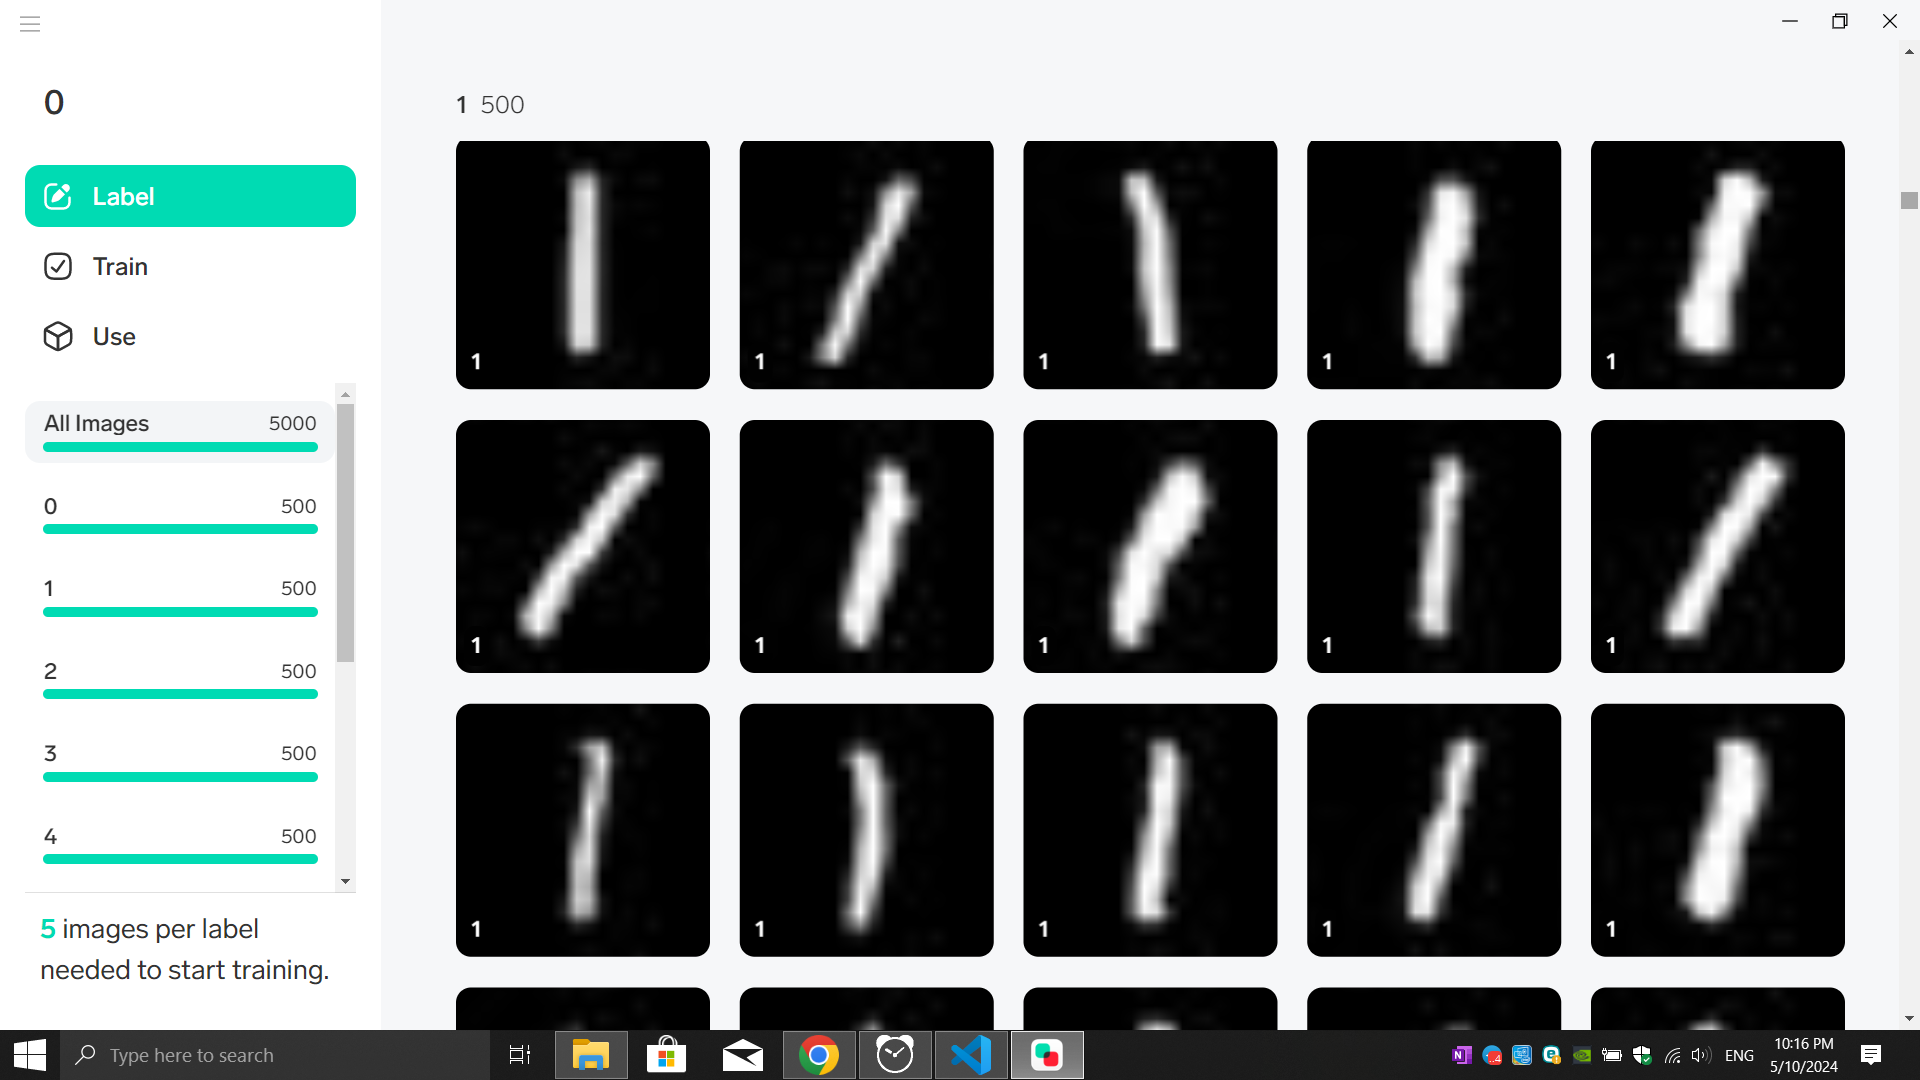 0
Label
Train
Use
All Images 5000
0 500
1 500
2 500
3 500
4 500
5 images per label
needed to start training.
1 500
1 1 1 1 1
1 1 1 1 1
1 1 1 1 1
Type here to search
ENG
10:16 PM
5/10/2024